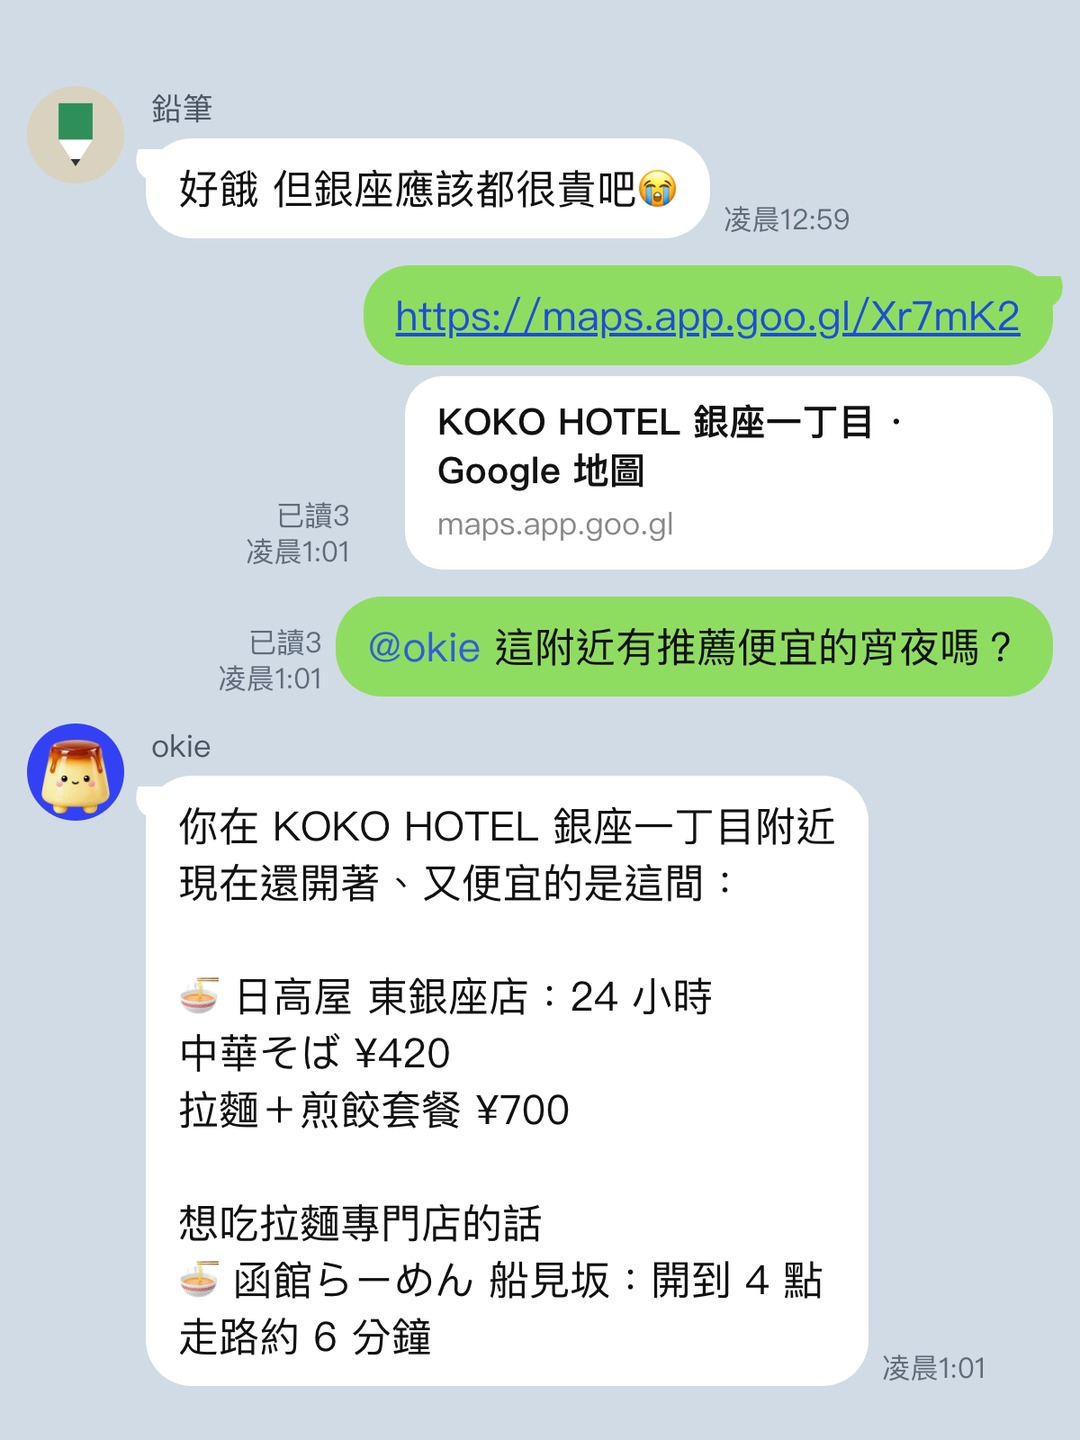 鉛筆
好餓 但銀座應該都很貴吧😭
凌晨12:59
https://maps.app.goo.gl/Xr7mK2
KOKO HOTEL 銀座一丁目 ·
Google 地圖
maps.app.goo.gl
已讀3
凌晨1:01
@okie 這附近有推薦便宜的宵夜嗎？
已讀3
凌晨1:01
okie
你在 KOKO HOTEL 銀座一丁目附近
現在還開著、又便宜的是這間：
🍜 日高屋 東銀座店：24 小時
中華そば ¥420
拉麵＋煎餃套餐 ¥700
想吃拉麵專門店的話
🍜 函館らーめん 船見坂：開到 4 點
走路約 6 分鐘
凌晨1:01